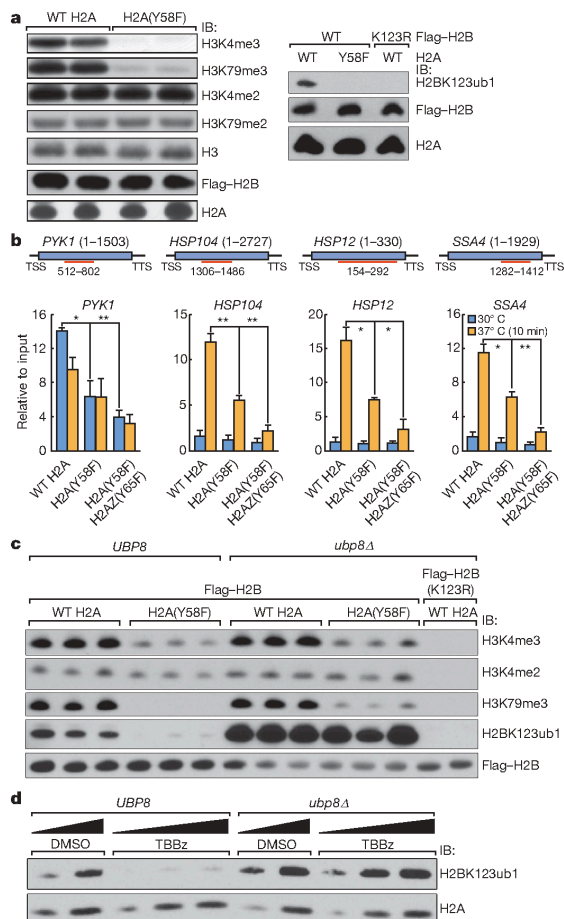 a
WT H2A H2A(Y58F)
IB:
H3K4me3
H3K79me3
H3K4me2
H3K79me2
H3
Flag–H2B
H2A
WT K123R Flag–H2B
WT Y58F WT H2A
IB:
H2BK123ub1
Flag–H2B
H2A
b
PYK1 (1–1503) HSP104 (1–2727) HSP12 (1–330) SSA4 (1–1929)
TSS 512–802 TTS TSS 1306–1486 TTS TSS 154–292 TTS TSS 1282–1412 TTS
PYK1
Relative to input
16
12
8
4
0
* **
WT H2A
H2A(Y58F)
H2A(Y58F)
H2AZ(Y65F)
HSP104
15
10
5
0
** **
WT H2A
H2A(Y58F)
H2A(Y58F)
H2AZ(Y65F)
HSP12
20
15
10
5
0
* *
WT H2A
H2A(Y58F)
H2A(Y58F)
H2AZ(Y65F)
SSA4
30° C
37° C (10 min)
16
12
8
4
0
* **
WT H2A
H2A(Y58F)
H2A(Y58F)
H2AZ(Y65F)
c
UBP8 ubp8Δ
Flag–H2B
Flag–H2B
(K123R)
WT H2A H2A(Y58F) WT H2A H2A(Y58F) WT H2A IB:
H3K4me3
H3K4me2
H3K79me3
H2BK123ub1
Flag–H2B
d
UBP8 ubp8Δ
DMSO TBBz DMSO TBBz IB:
H2BK123ub1
H2A